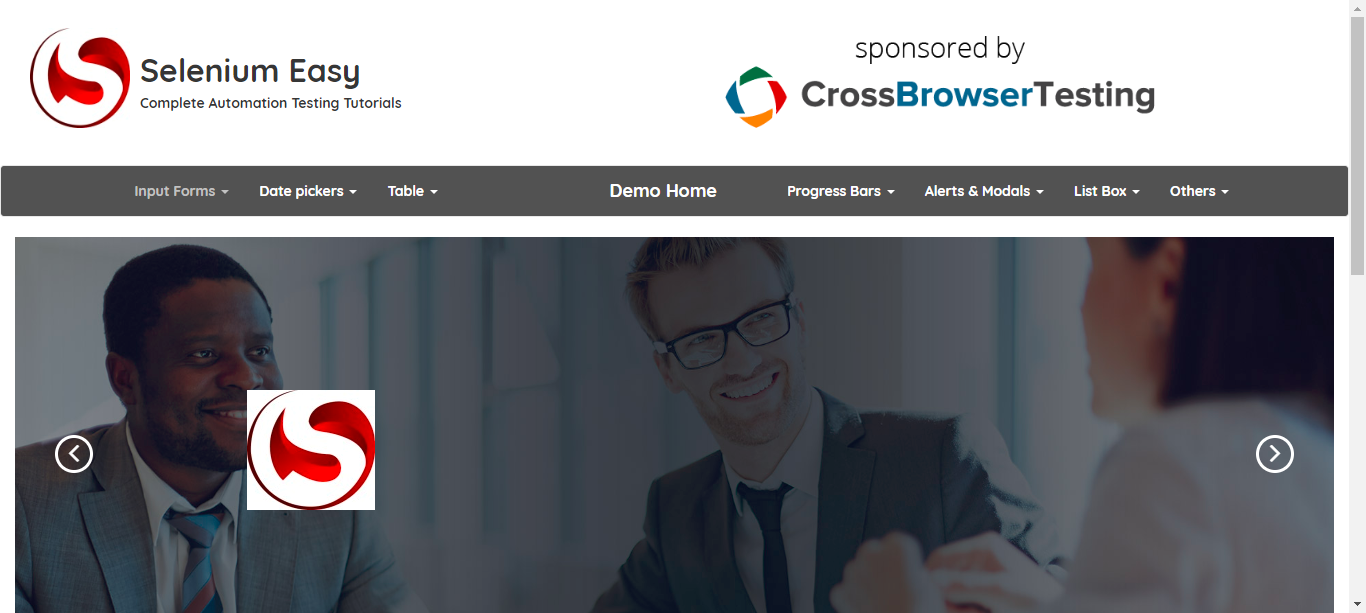 Selenium Easy
Complete Automation Testing Tutorials
sponsored by
CrossBrowserTesting
Input Forms Date pickers Table Demo Home Progress Bars Alerts & Modals List Box Others